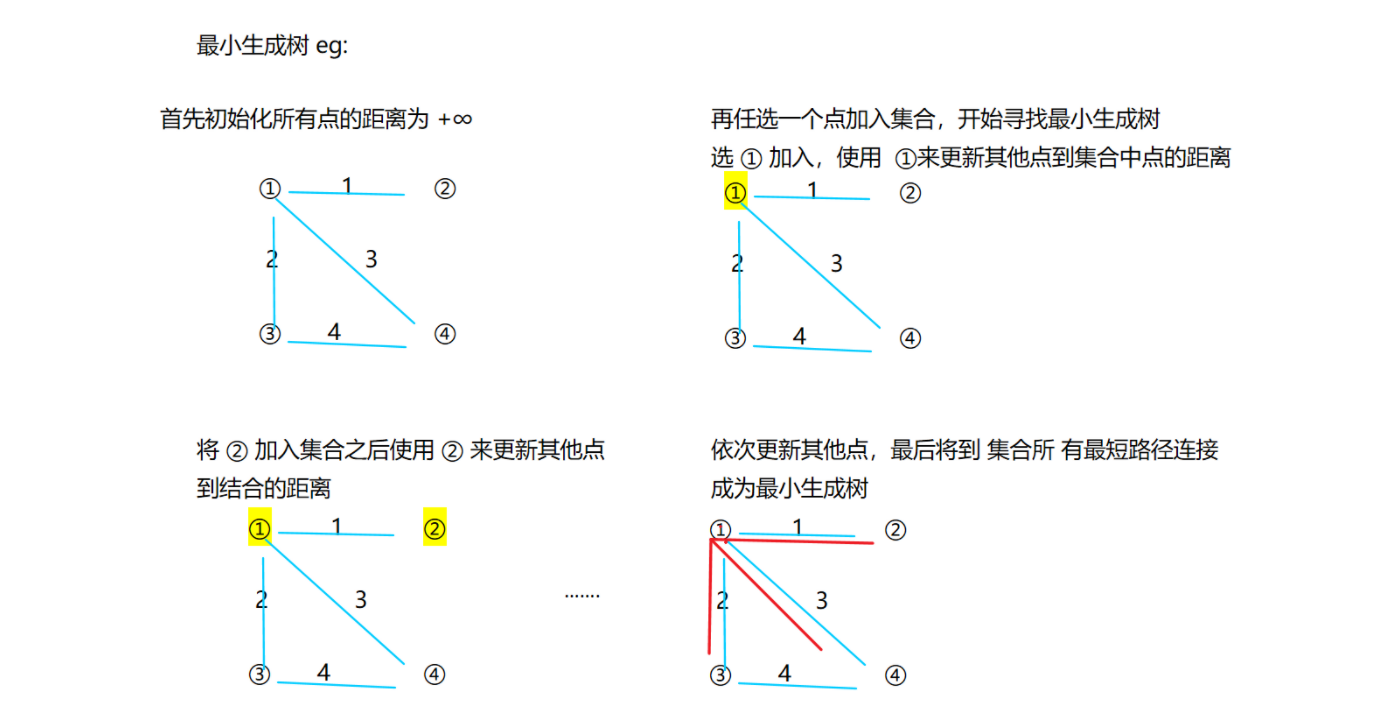 最小生成树 eg:
首先初始化所有点的距离为 +∞
① 1 ②
2 3
③ 4 ④
再任选一个点加入集合，开始寻找最小生成树
选 ① 加入，使用 ①来更新其他点到集合中点的距离
① 1 ②
2 3
③ 4 ④
将 ② 加入集合之后使用 ② 来更新其他点
到结合的距离
① 1 ②
2 3
③ 4 ④
.......
依次更新其他点，最后将到 集合所 有最短路径连接
成为最小生成树
① 1 ②
2 3
③ 4 ④